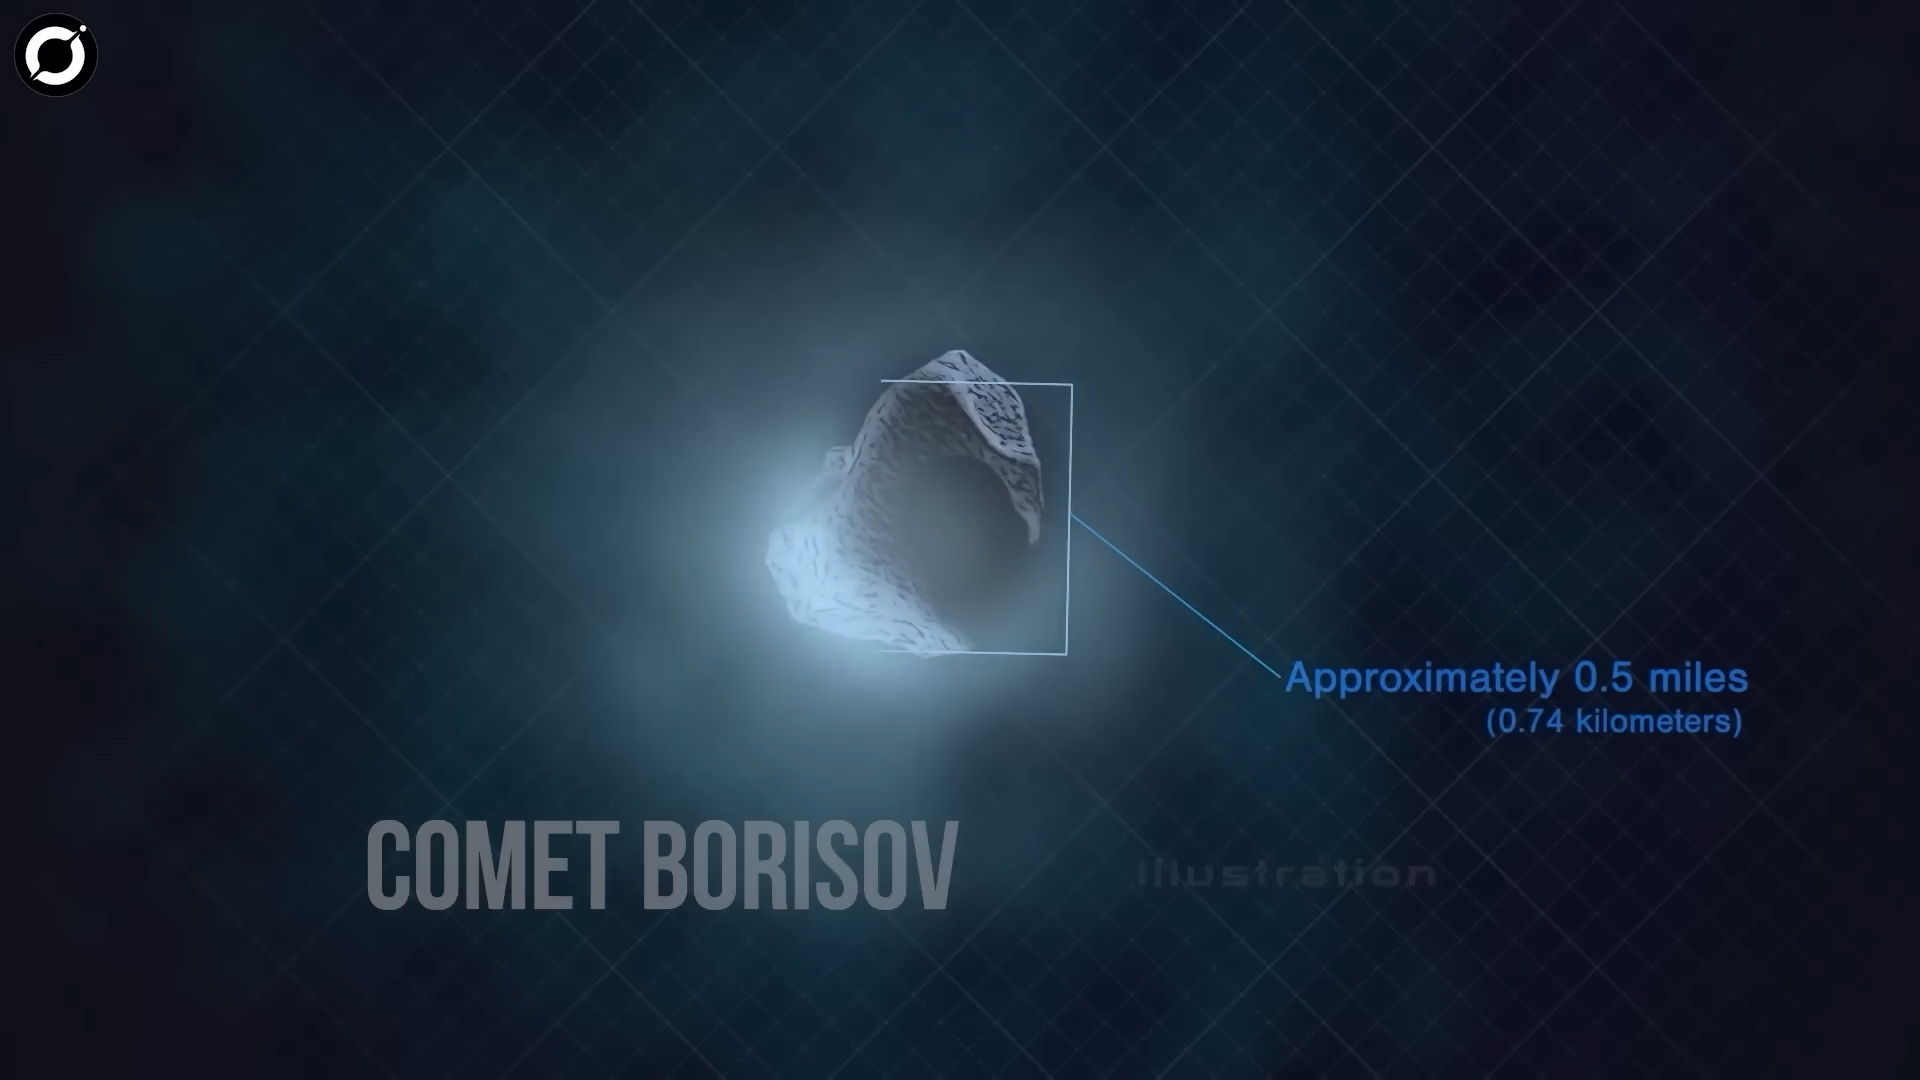 Approximately 0.5 miles
(0.74 kilometers)
COMET BORISOV
Illustration